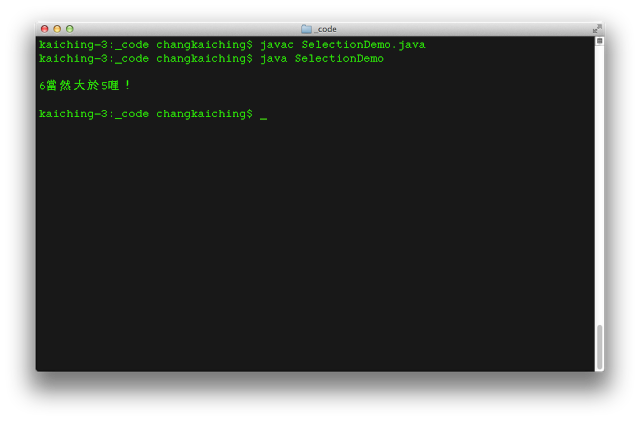 _code
kaiching-3:_code changkaiching$ javac SelectionDemo.java
kaiching-3:_code changkaiching$ java SelectionDemo
6當然大於5喔！
kaiching-3:_code changkaiching$ _